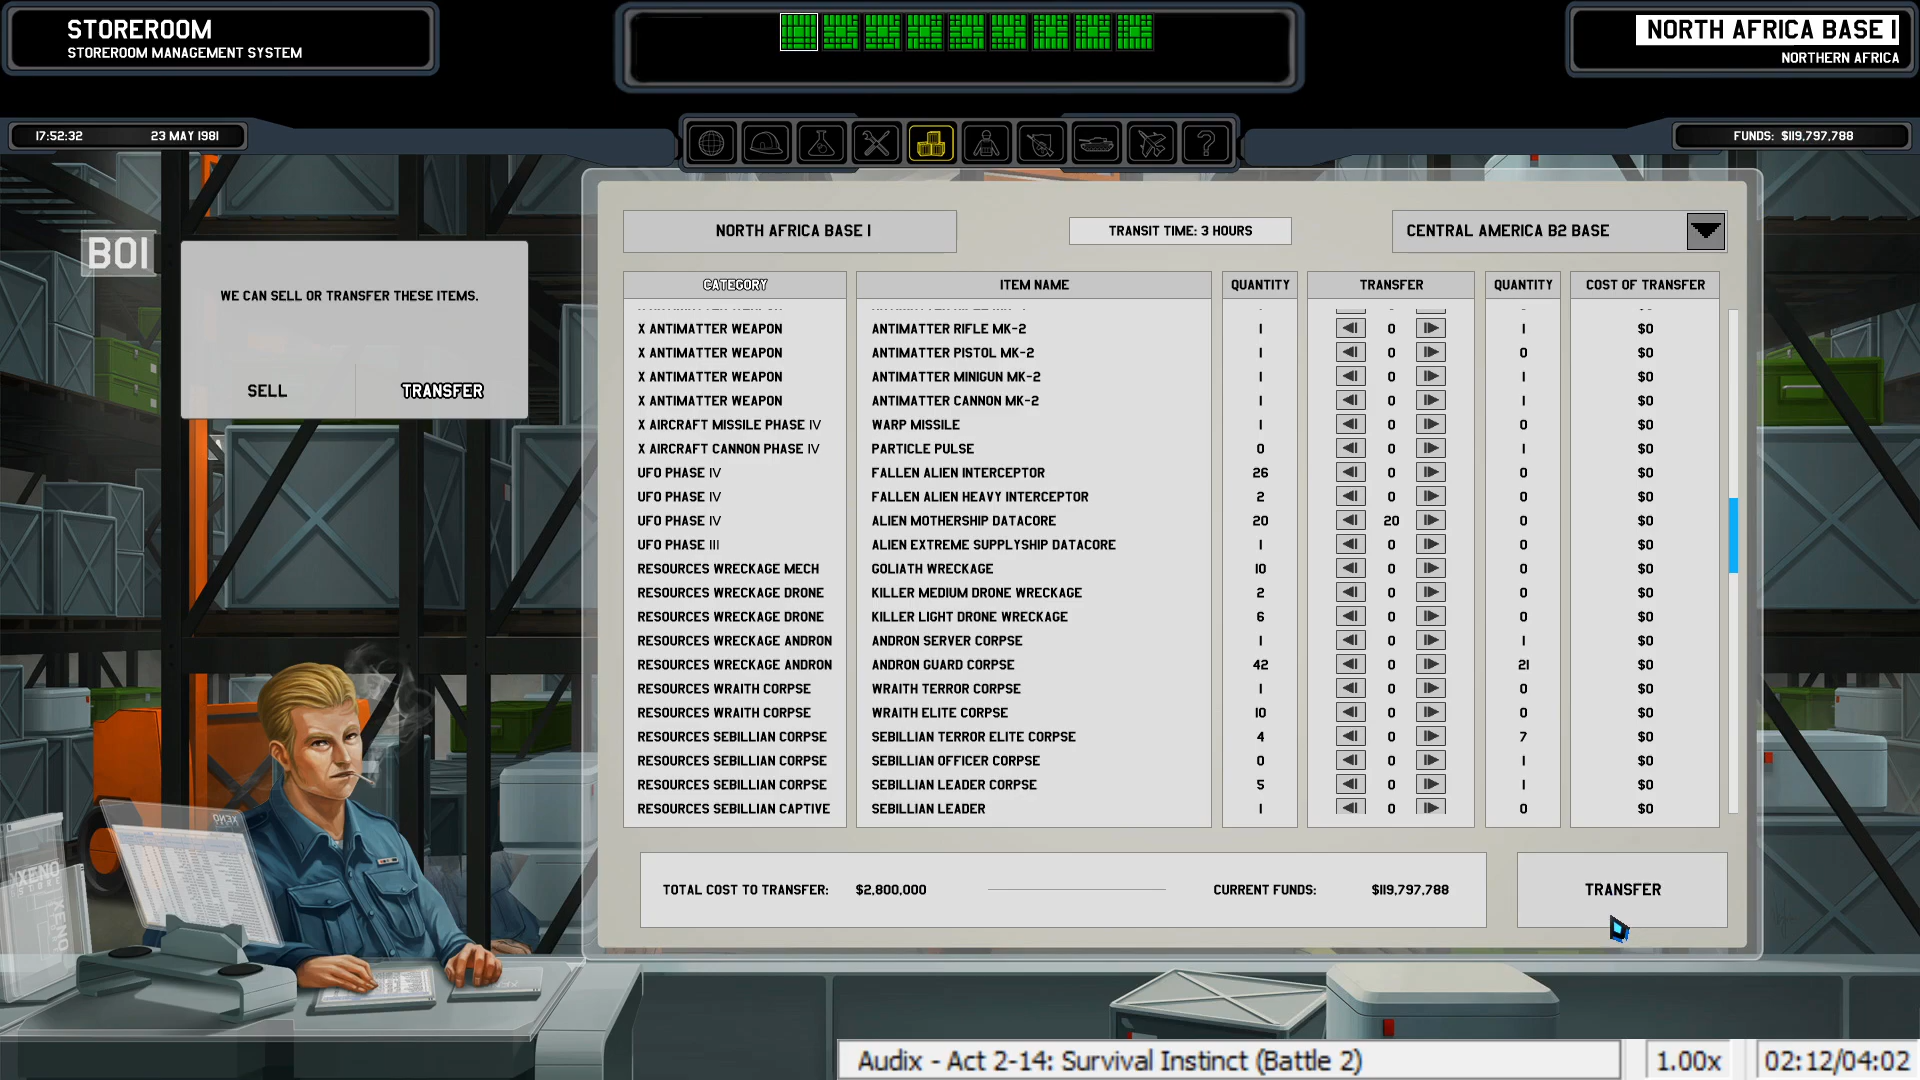 STOREROOM
STOREROOM MANAGEMENT SYSTEM
NORTH AFRICA BASE I
NORTHERN AFRICA
17:52:32 23 MAY 1981
FUNDS: $119,797,788
BOI
WE CAN SELL OR TRANSFER THESE ITEMS.
SELL TRANSFER
NORTH AFRICA BASE I TRANSIT TIME: 3 HOURS CENTRAL AMERICA B2 BASE
CATEGORY ITEM NAME QUANTITY TRANSFER QUANTITY COST OF TRANSFER
X ANTIMATTER WEAPON ANTIMATTER RIFLE MK-2 1 0 1 $0
X ANTIMATTER WEAPON ANTIMATTER PISTOL MK-2 1 0 0 $0
X ANTIMATTER WEAPON ANTIMATTER MINIGUN MK-2 1 0 1 $0
X ANTIMATTER WEAPON ANTIMATTER CANNON MK-2 1 0 1 $0
X AIRCRAFT MISSILE PHASE IV WARP MISSILE 1 0 0 $0
X AIRCRAFT CANNON PHASE IV PARTICLE PULSE 0 0 1 $0
UFO PHASE IV FALLEN ALIEN INTERCEPTOR 26 0 0 $0
UFO PHASE IV FALLEN ALIEN HEAVY INTERCEPTOR 2 0 0 $0
UFO PHASE IV ALIEN MOTHERSHIP DATACORE 20 20 0 $0
UFO PHASE III ALIEN EXTREME SUPPLYSHIP DATACORE 1 0 0 $0
RESOURCES WRECKAGE MECH GOLIATH WRECKAGE 10 0 0 $0
RESOURCES WRECKAGE DRONE KILLER MEDIUM DRONE WRECKAGE 2 0 0 $0
RESOURCES WRECKAGE DRONE KILLER LIGHT DRONE WRECKAGE 6 0 0 $0
RESOURCES WRECKAGE ANDRON ANDRON SERVER CORPSE 1 0 1 $0
RESOURCES WRECKAGE ANDRON ANDRON GUARD CORPSE 42 0 21 $0
RESOURCES WRAITH CORPSE WRAITH TERROR CORPSE 1 0 0 $0
RESOURCES WRAITH CORPSE WRAITH ELITE CORPSE 10 0 0 $0
RESOURCES SEBILLIAN CORPSE SEBILLIAN TERROR ELITE CORPSE 4 0 7 $0
RESOURCES SEBILLIAN CORPSE SEBILLIAN OFFICER CORPSE 0 0 1 $0
RESOURCES SEBILLIAN CORPSE SEBILLIAN LEADER CORPSE 5 0 1 $0
RESOURCES SEBILLIAN CAPTIVE SEBILLIAN LEADER 1 0 0 $0
TOTAL COST TO TRANSFER: $2,800,000 CURRENT FUNDS: $119,797,788 TRANSFER
Audix - Act 2-14: Survival Instinct (Battle 2) 1.00x 02:12/04:02